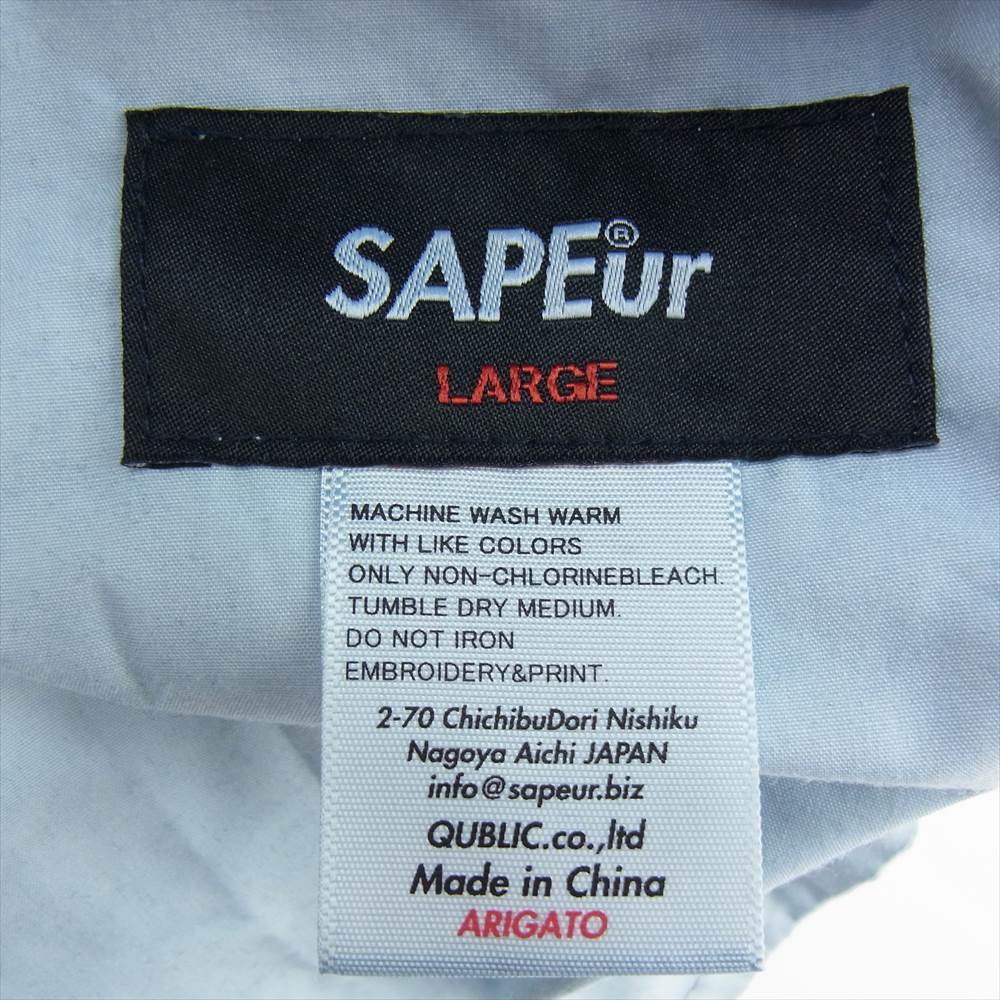 SAPEur®
LARGE
MACHINE WASH WARM
WITH LIKE COLORS
ONLY NON-CHLORINEBLEACH.
TUMBLE DRY MEDIUM.
DO NOT IRON
EMBROIDERY&PRINT.
2-70 ChichibuDori Nishiku
Nagoya Aichi JAPAN
info@sapeur.biz
QUBLIC.co.,ltd
Made in China
ARIGATO